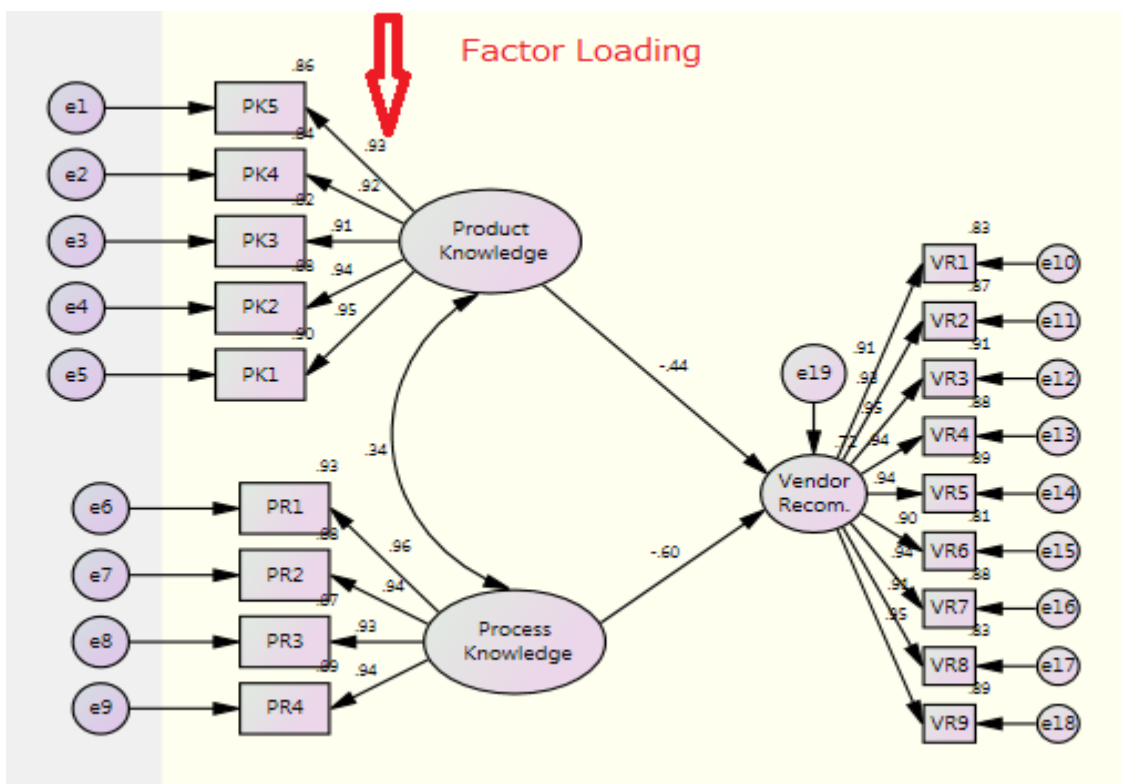 Factor Loading
.86
e1
PK5
.93
.84
e2
PK4
.92
.82
e3
PK3
.91
Product
Knowledge
.88
e4
PK2
.94
.95
.90
e5
PK1
-.44
.34
.93
e6
PR1
.96
.88
e7
PR2
.94
.87
e8
PR3
.93
Process
Knowledge
.89
e9
PR4
.94
-.60
e19
.72
Vendor
Recom.
.83
VR1
e10
.91
.87
VR2
e11
.93
.91
VR3
e12
.95
.88
VR4
e13
.94
.89
VR5
e14
.94
.81
VR6
e15
.90
.88
VR7
e16
.94
.83
VR8
e17
.91
.89
VR9
e18
.95